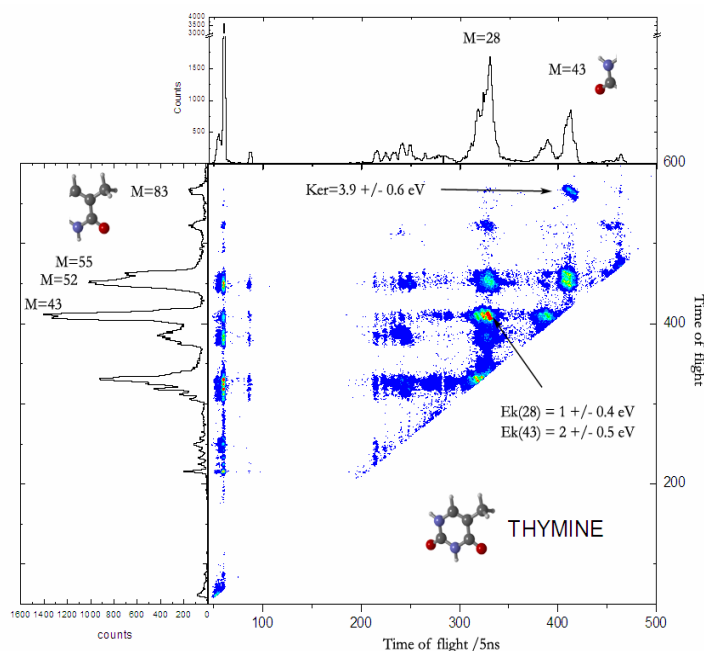 4000
3500
3000
1500
1000
500
Counts
M=28
M=43
600
M=83
Ker=3.9 +/- 0.6 eV
M=55
M=52
M=43
400
Time of flight
Ek(28) = 1 +/- 0.4 eV
Ek(43) = 2 +/- 0.5 eV
200
THYMINE
1600 1400 1200 1000 800 600 400 200 0
100 200 300 400 500
counts
Time of flight /5ns